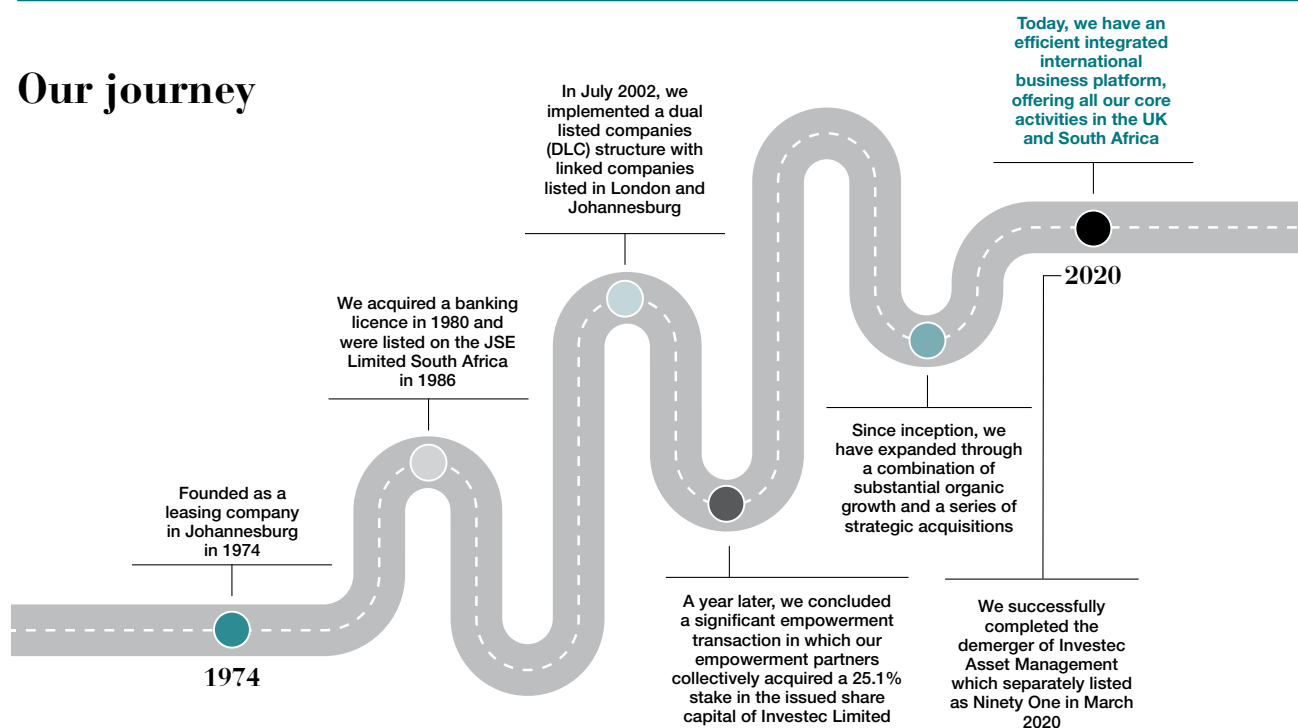 Our journey
Founded as a
leasing company
in Johannesburg
in 1974
1974
We acquired a banking
licence in 1980 and
were listed on the JSE
Limited South Africa
in 1986
In July 2002, we
implemented a dual
listed companies
(DLC) structure with
linked companies
listed in London and
Johannesburg
A year later, we concluded
a significant empowerment
transaction in which our
empowerment partners
collectively acquired a 25.1%
stake in the issued share
capital of Investec Limited
Since inception, we
have expanded through
a combination of
substantial organic
growth and a series of
strategic acquisitions
Today, we have an
efficient integrated
international
business platform,
offering all our core
activities in the UK
and South Africa
2020
We successfully
completed the
demerger of Investec
Asset Management
which separately listed
as Ninety One in March
2020